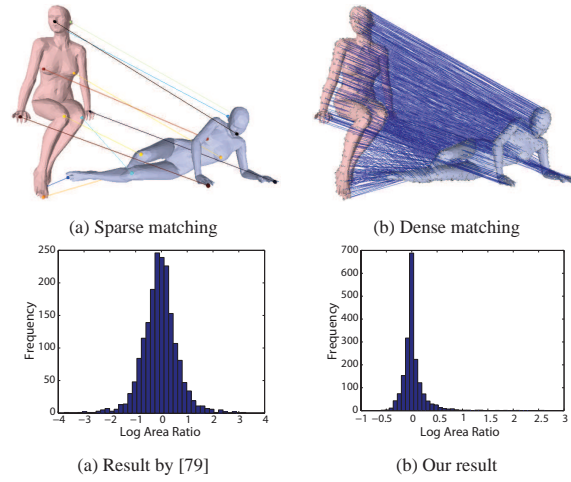 (a) Sparse matching
(b) Dense matching
250
200
150
100
50
0
Frequency
−4 −3 −2 −1 0 1 2 3 4
Log Area Ratio
(a) Result by [79]
700
600
500
400
300
200
100
0
Frequency
−1 −0.5 0 0.5 1 1.5 2 2.5 3
Log Area Ratio
(b) Our result